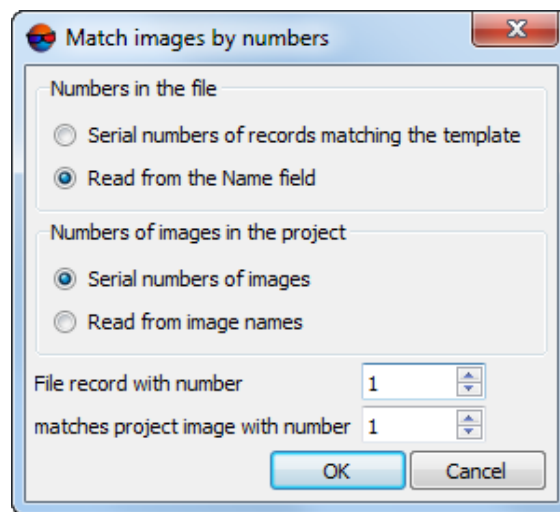 Match images by numbers
Numbers in the file
Serial numbers of records matching the template
Read from the Name field
Numbers of images in the project
Serial numbers of images
Read from image names
File record with number 1
matches project image with number 1
OK Cancel